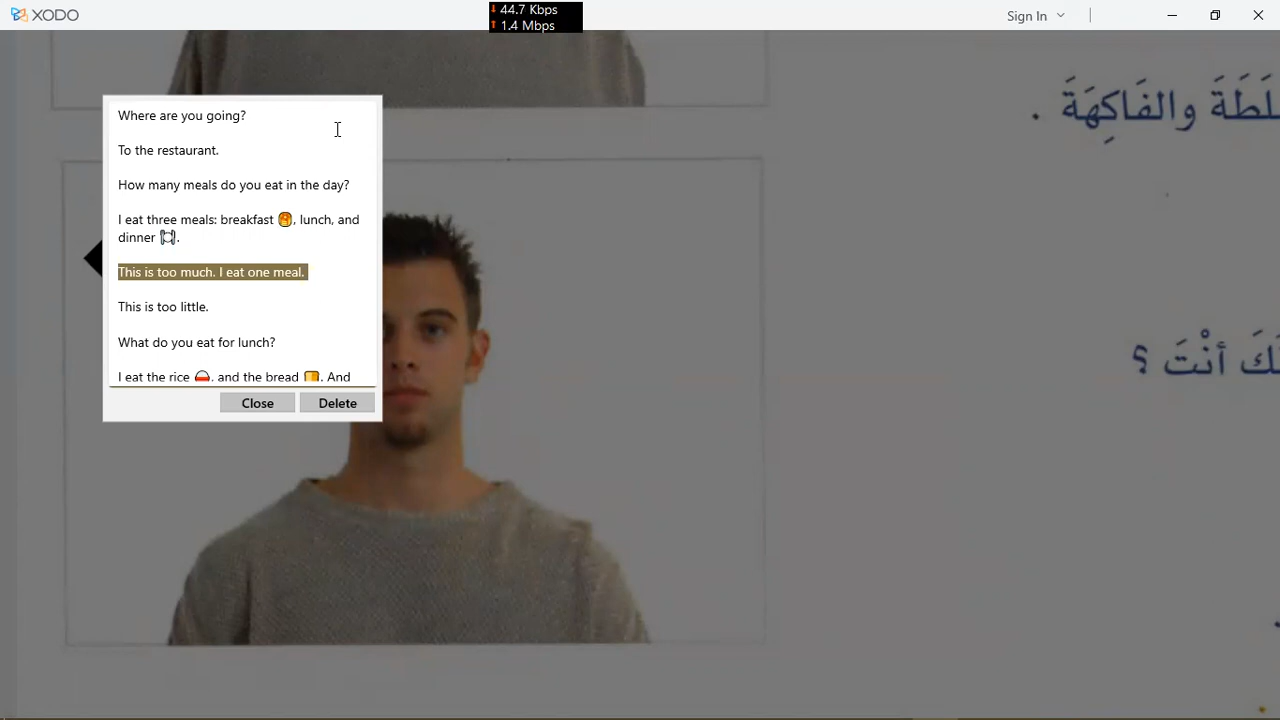 XODO
44.7 Kbps
1.4 Mbps
Sign In
Where are you going?
To the restaurant.
How many meals do you eat in the day?
I eat three meals: breakfast 🥞, lunch, and
dinner 🍽.
This is too much. I eat one meal.
This is too little.
What do you eat for lunch?
I eat the rice 🍚, and the bread 🍞. And
Close
Delete
لَطَةَ والفَاكِهَةَ .
كَ أنْتَ ؟